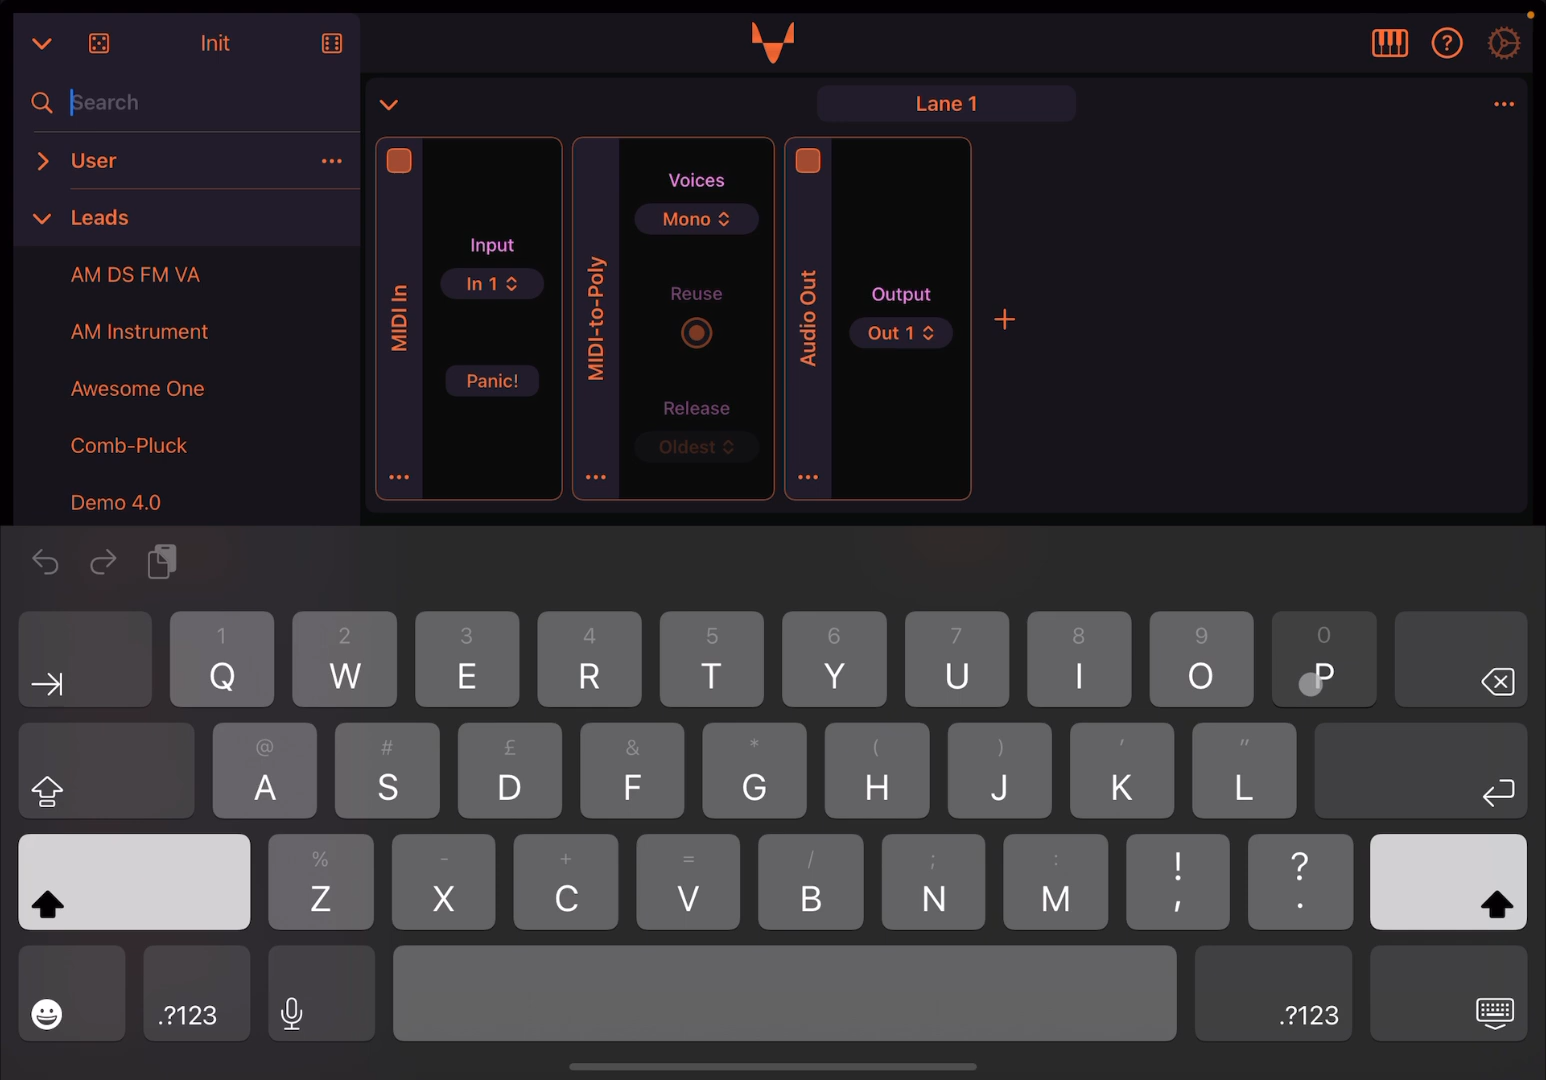 Init
Search
User
Leads
AM DS FM VA
AM Instrument
Awesome One
Comb-Pluck
Demo 4.0
Lane 1
MIDI In
Input
In 1
Panic!
MIDI-to-Poly
Voices
Mono
Reuse
Release
Oldest
Audio Out
Output
Out 1
1 2 3 4 5 6 7 8 9 0
Q W E R T Y U I O P
@ # £ & * ( ) ' "
A S D F G H J K L
% - + = / ; : ! ?
Z X C V B N M , .
.?123 .?123